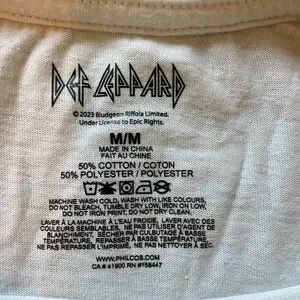 DEF LEPPARD
© 2023 Bludgeon Riffola Limited.
Under License to Epic Rights.
M/M
MADE IN CHINA
FAIT AU CHINE
50% COTTON / COTON
50% POLYESTER / POLYESTER
MACHINE WASH COLD, WASH WITH LIKE COLOURS,
DO NOT BLEACH, TUMBLE DRY LOW, IRON ON LOW,
DO NOT IRON PRINT, DO NOT DRY CLEAN.
LAVER À LA MACHINE À L'EAU FROIDE, LAVER AVEC DES
COULEURS SEMBLABLES, NE PAS UTILISER D'AGENT DE
BLANCHIMENT, SÉCHER PAR CULBUTAGE À BASSE
TEMPÉRATURE, REPASSER À BASSE TEMPÉRATURE,
NE PAS REPASSER L'IMPRIMÉ, NE PAS NETTOYER À SEC.
WWW.PHILCOS.COM
CA# 41900 RN #158447